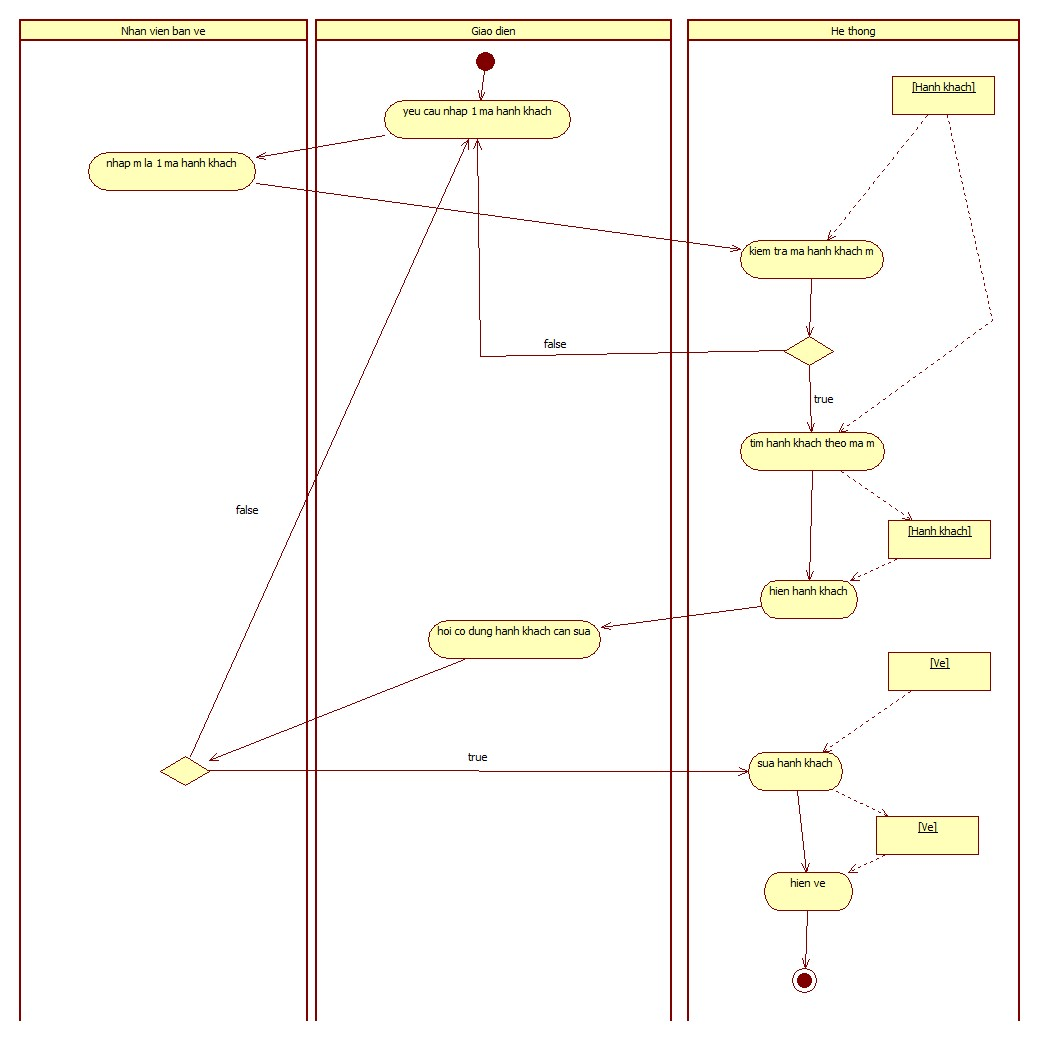 Nhan vien ban ve
Giao dien
He thong
[Hanh khach]
yeu cau nhap 1 ma hanh khach
nhap m la 1 ma hanh khach
kiem tra ma hanh khach m
false
true
tim hanh khach theo ma m
false
[Hanh khach]
hien hanh khach
hoi co dung hanh khach can sua
[Ve]
true
sua hanh khach
[Ve]
hien ve